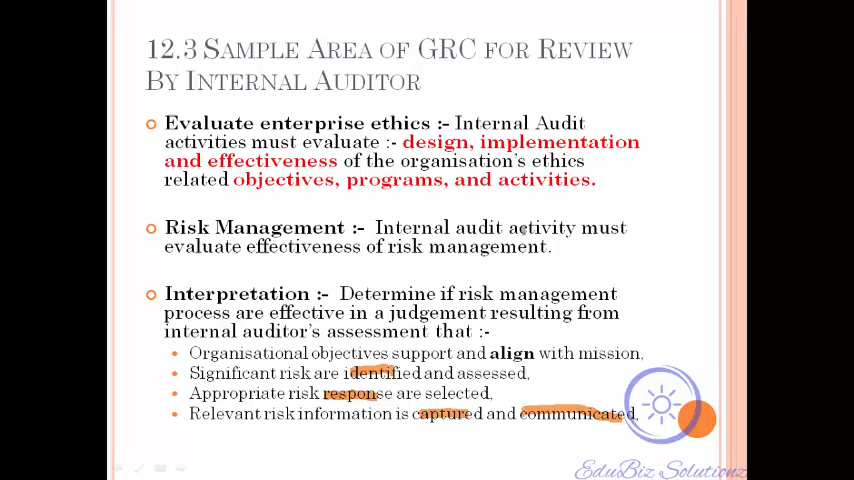 12.3 SAMPLE AREA OF GRC FOR REVIEW
BY INTERNAL AUDITOR
Evaluate enterprise ethics :- Internal Audit
activities must evaluate :- design, implementation
and effectiveness of the organisation's ethics
related objectives, programs, and activities.
Risk Management :- Internal audit activity must
evaluate effectiveness of risk management.
Interpretation :- Determine if risk management
process are effective in a judgement resulting from
internal auditor's assessment that :-
Organisational objectives support and align with mission,
Significant risk are identified and assessed,
Appropriate risk response are selected,
Relevant risk information is captured and communicated,
EduBiz Solutionz